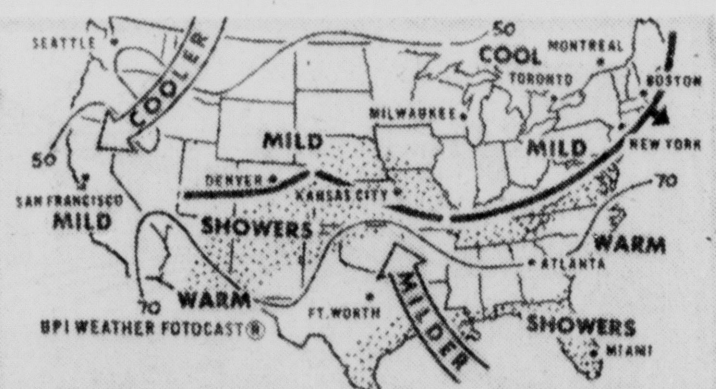 50
SEATTLE
COOLER
COOL
MONTREAL
TORONTO
BOSTON
MILWAUKEE
50
MILD
MILD
NEW YORK
DENVER
KANSAS CITY
70
SAN FRANCISCO
MILD
SHOWERS
WARM
ATLANTA
WARM
70
FT. WORTH
MILDER
SHOWERS
UPI WEATHER FOTOCAST®
MIAMI